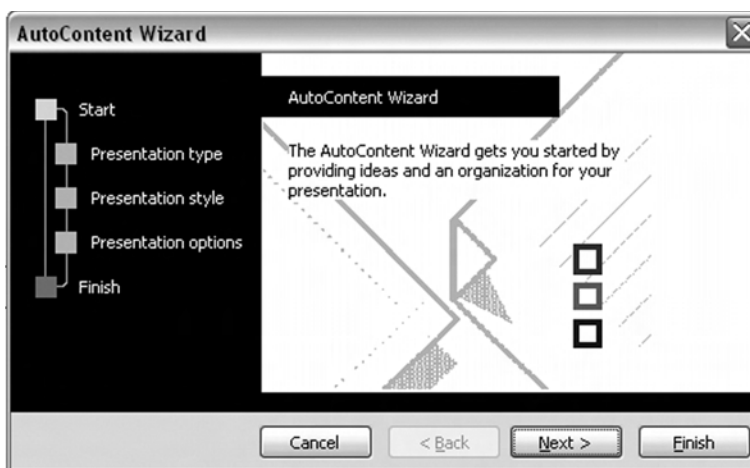 AutoContent Wizard
Start
Presentation type
Presentation style
Presentation options
Finish
AutoContent Wizard
The AutoContent Wizard gets you started by
providing ideas and an organization for your
presentation.
Cancel
< Back
Next >
Finish